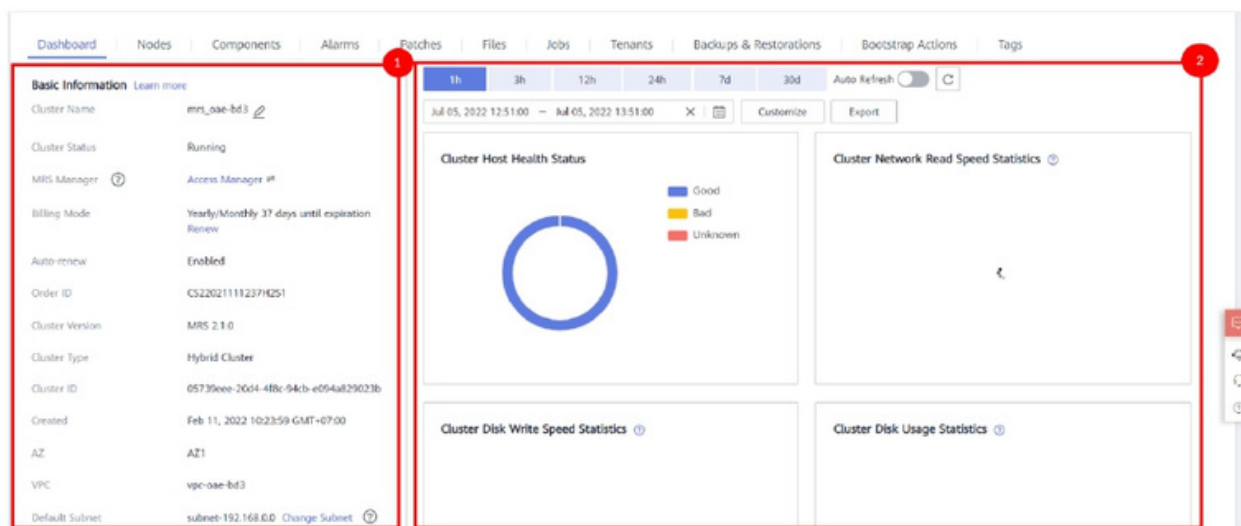 Dashboard Nodes Components Alarms Patches Files Jobs Tenants Backups & Restorations Bootstrap Actions Tags
1
2
Basic Information Learn more
Cluster Name mrs_oae-bd3
Cluster Status Running
MRS Manager Access Manager
Billing Mode Yearly/Monthly 37 days until expiration
Renew
Auto-renew Enabled
Order ID
Cluster Version MRS 2.1.0
Cluster Type Hybrid Cluster
Cluster ID 05739eee-20d4-4f8c-94cb-e094a829023b
Created Feb 11, 2022 10:23:59 GMT+07:00
AZ AZ1
VPC vpc-oae-bd3
Default Subnet subnet-192.168.0.0 Change Subnet
1h 3h 12h 24h 7d 30d Auto Refresh
Jul 05, 2022 12:51:00 – Jul 05, 2022 13:51:00 Customize Export
Cluster Host Health Status
Good
Bad
Unknown
Cluster Network Read Speed Statistics
Cluster Disk Write Speed Statistics
Cluster Disk Usage Statistics